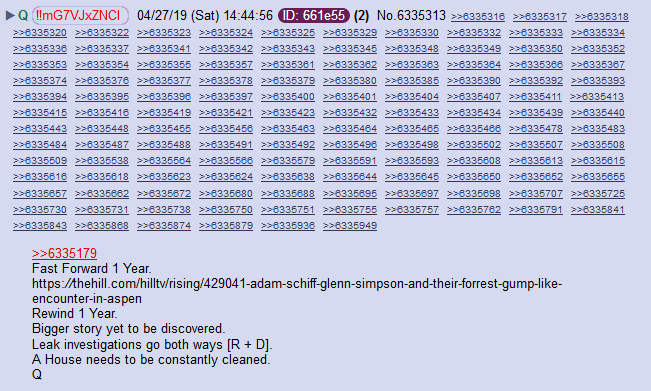 ▶Q !!mG7VJxZNCI 04/27/19 (Sat) 14:44:56 ID: 661e55 (2) No.6335313 >>6335316 >>6335317 >>6335318
>>6335320 >>6335322 >>6335323 >>6335324 >>6335325 >>6335329 >>6335330 >>6335332 >>6335333 >>6335334
>>6335336 >>6335337 >>6335341 >>6335342 >>6335343 >>6335345 >>6335348 >>6335349 >>6335350 >>6335352
>>6335353 >>6335354 >>6335355 >>6335357 >>6335361 >>6335362 >>6335363 >>6335364 >>6335366 >>6335367
>>6335374 >>6335376 >>6335377 >>6335378 >>6335379 >>6335380 >>6335385 >>6335390 >>6335392 >>6335393
>>6335394 >>6335395 >>6335396 >>6335397 >>6335400 >>6335401 >>6335404 >>6335407 >>6335411 >>6335413
>>6335415 >>6335416 >>6335419 >>6335421 >>6335423 >>6335432 >>6335433 >>6335434 >>6335439 >>6335440
>>6335443 >>6335448 >>6335455 >>6335456 >>6335463 >>6335464 >>6335465 >>6335466 >>6335478 >>6335483
>>6335484 >>6335487 >>6335488 >>6335491 >>6335492 >>6335496 >>6335498 >>6335502 >>6335507 >>6335508
>>6335509 >>6335538 >>6335564 >>6335566 >>6335579 >>6335591 >>6335593 >>6335608 >>6335613 >>6335615
>>6335616 >>6335618 >>6335623 >>6335624 >>6335638 >>6335644 >>6335645 >>6335650 >>6335652 >>6335655
>>6335657 >>6335662 >>6335672 >>6335680 >>6335688 >>6335695 >>6335697 >>6335698 >>6335707 >>6335725
>>6335730 >>6335731 >>6335738 >>6335750 >>6335751 >>6335755 >>6335757 >>6335762 >>6335791 >>6335841
>>6335843 >>6335868 >>6335874 >>6335879 >>6335936 >>6335949
>>6335179
Fast Forward 1 Year.
https://thehill.com/hilltv/rising/429041-adam-schiff-glenn-simpson-and-their-forrest-gump-like-
encounter-in-aspen
Rewind 1 Year.
Bigger story yet to be discovered.
Leak investigations go both ways [R + D].
A House needs to be constantly cleaned.
Q